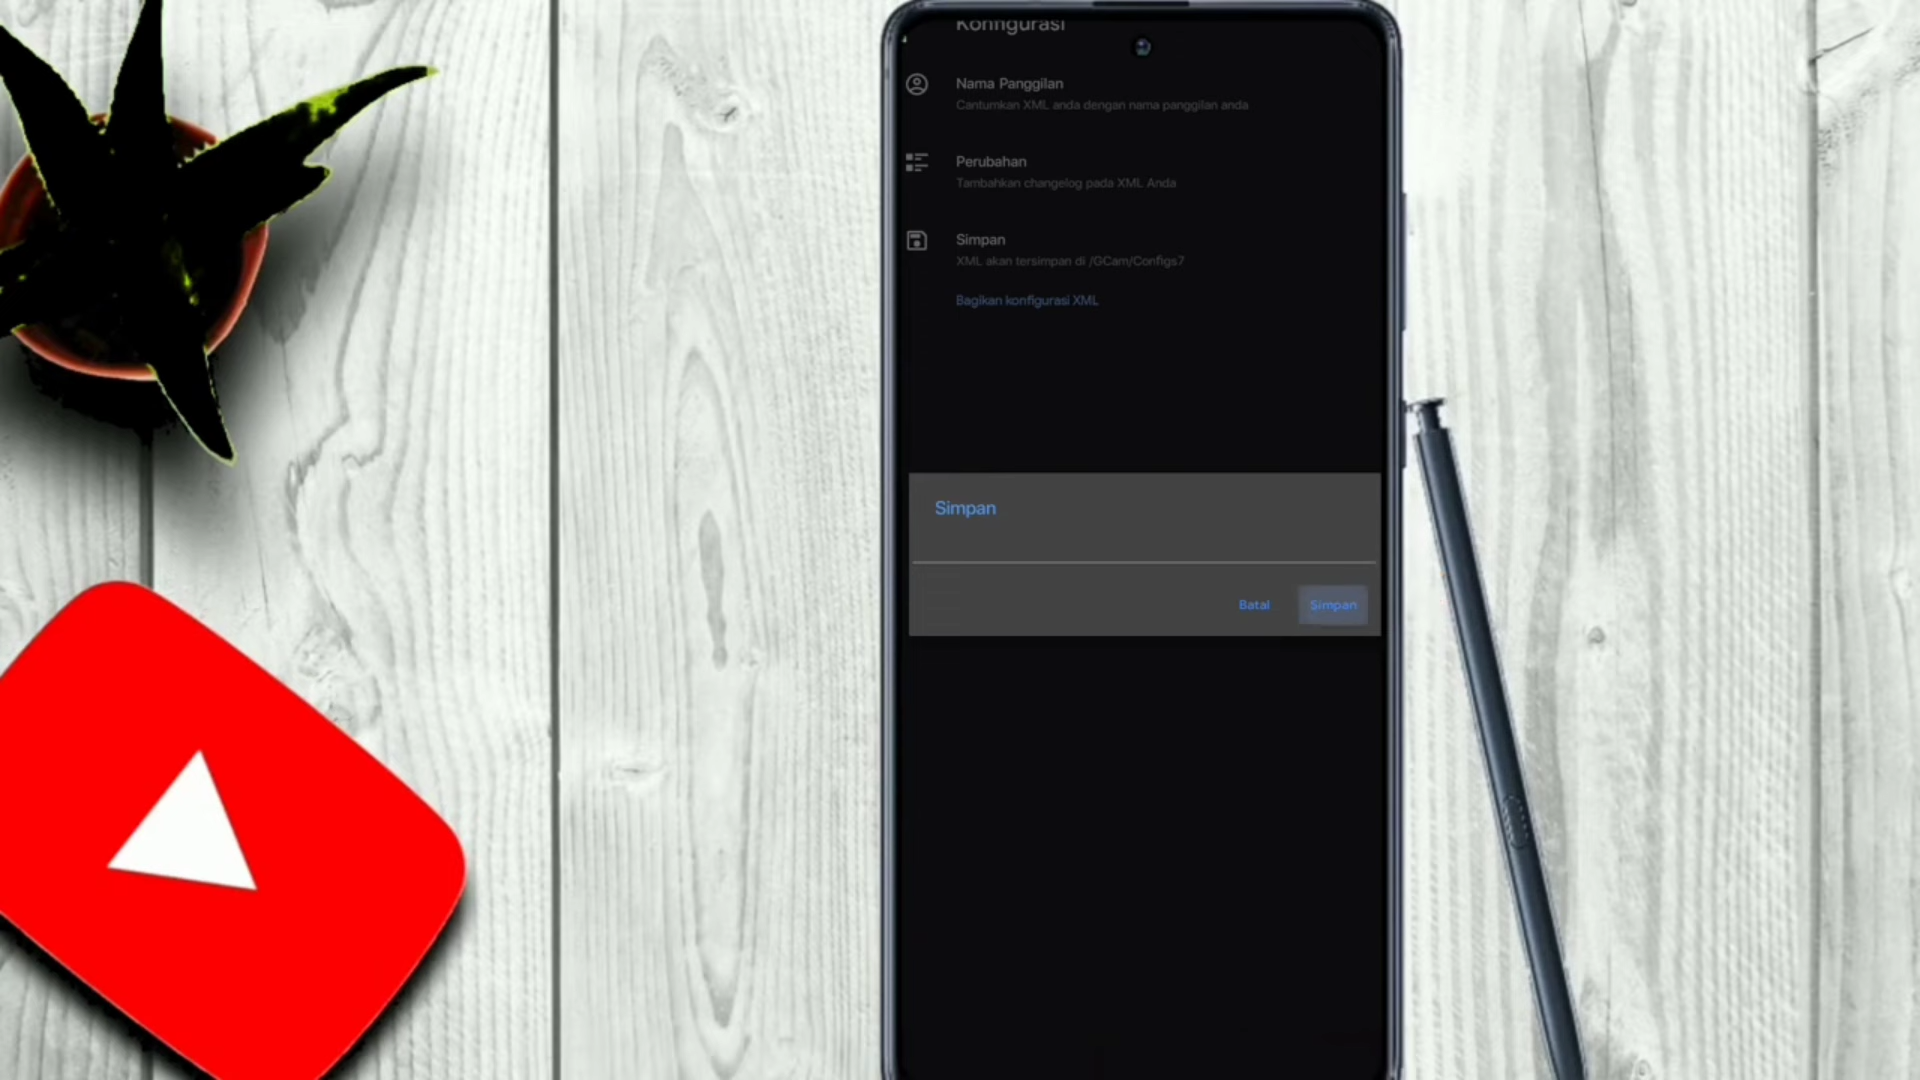 Konfigurasi
Nama Panggilan
Cantumkan XML anda dengan nama panggilan anda
Perubahan
Tambahkan changelog pada XML Anda
Simpan
XML akan tersimpan di /GCam/Configs7
Bagikan konfigurasi XML
Simpan
Batal
Simpan